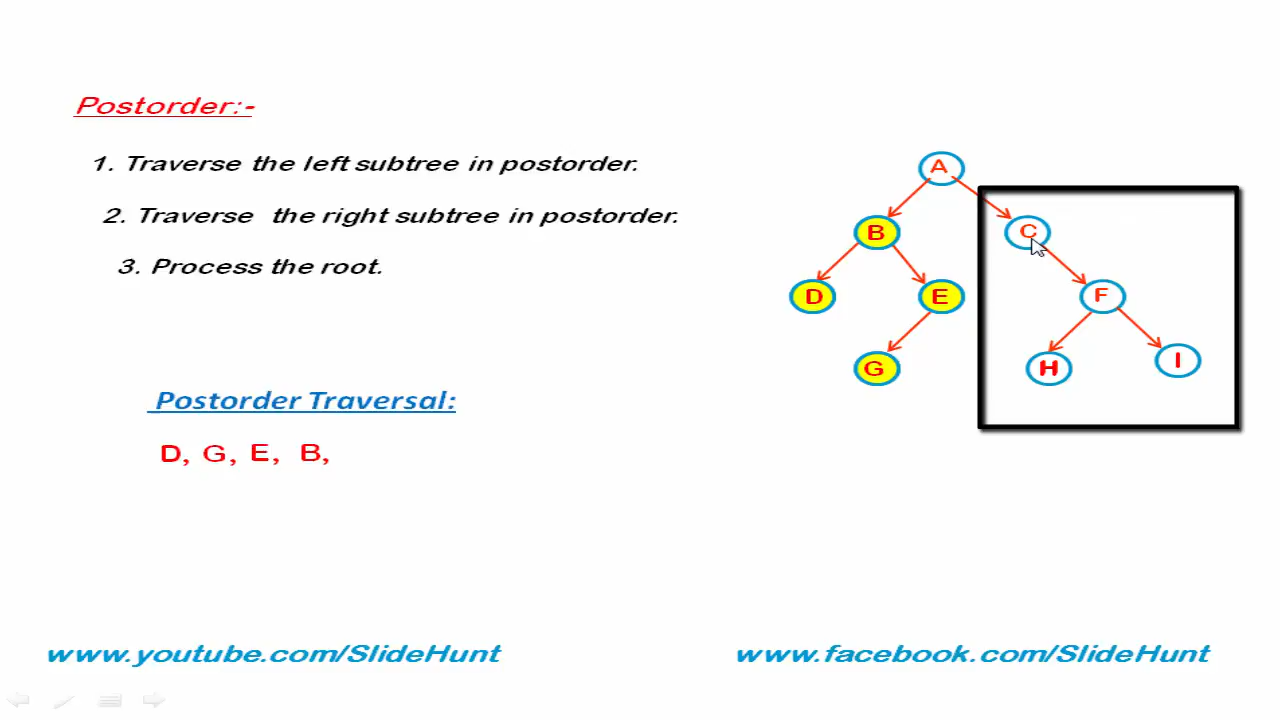 Postorder:-
1. Traverse the left subtree in postorder.
2. Traverse the right subtree in postorder.
3. Process the root.
A
B
C
D
E
F
G
H
I
Postorder Traversal:
D, G, E, B,
www.youtube.com/SlideHunt
www.facebook.com/SlideHunt